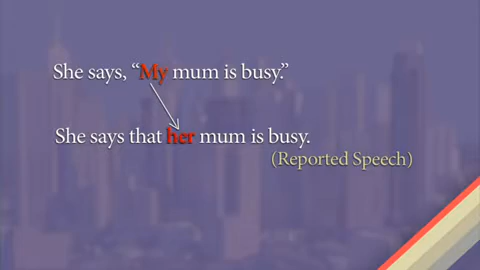 She says, “My mum is busy.”
She says that her mum is busy.
(Reported Speech)